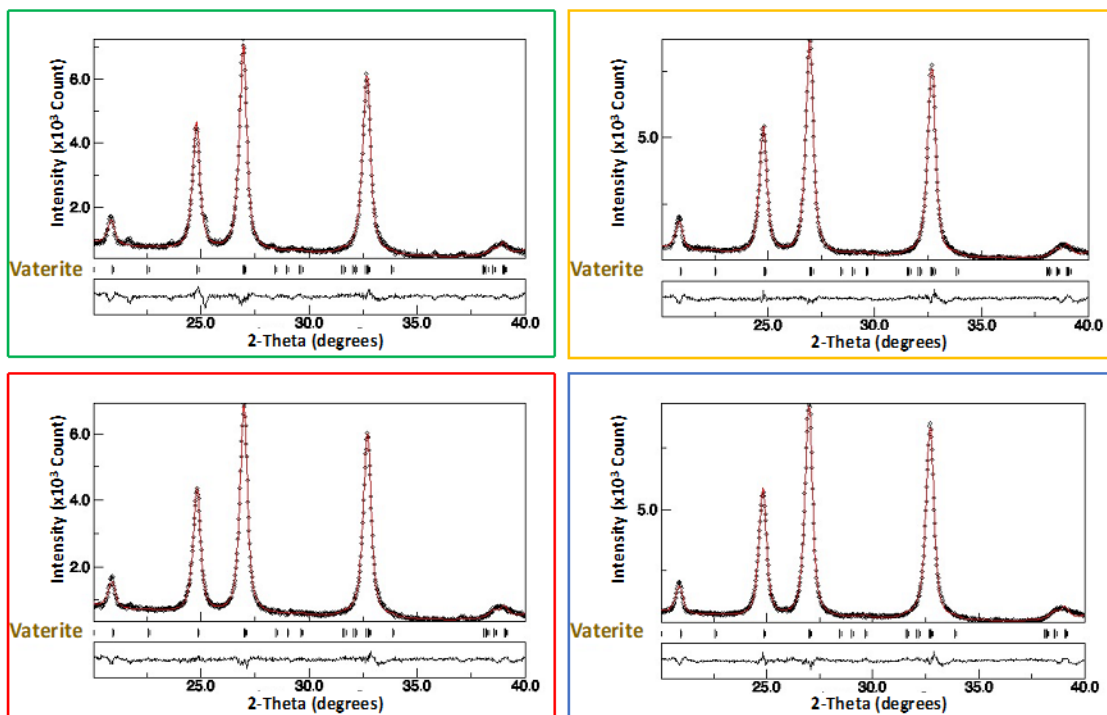 Intensity (x10³ Count)
6.0
4.0
2.0
Vaterite
25.0 30.0 35.0 40.0
2-Theta (degrees)
Intensity (x10³ Count)
5.0
Vaterite
25.0 30.0 35.0 40.0
2-Theta (degrees)
Intensity (x10³ Count)
6.0
4.0
2.0
Vaterite
25.0 30.0 35.0 40.0
2-Theta (degrees)
Intensity (x10³ Count)
5.0
Vaterite
25.0 30.0 35.0 40.0
2-Theta (degrees)